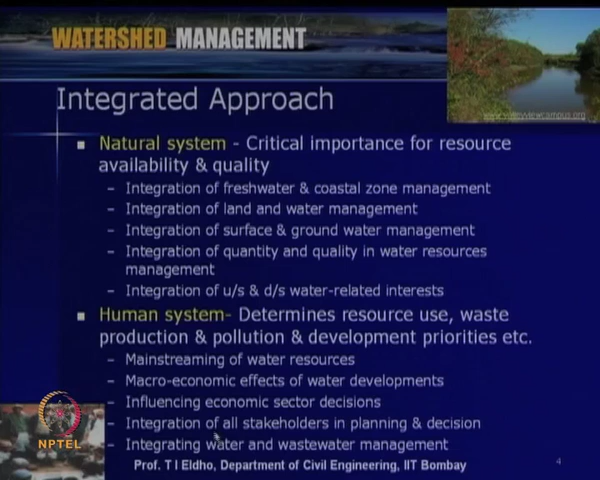 WATERSHED MANAGEMENT
Integrated Approach
Natural system - Critical importance for resource
availability & quality
– Integration of freshwater & coastal zone management
– Integration of land and water management
– Integration of surface & ground water management
– Integration of quantity and quality in water resources
management
– Integration of u/s & d/s water-related interests
Human system- Determines resource use, waste
production & pollution & development priorities etc.
– Mainstreaming of water resources
– Macro-economic effects of water developments
– Influencing economic sector decisions
– Integration of all stakeholders in planning & decision
– Integrating water and wastewater management
NPTEL
Prof. T I Eldho, Department of Civil Engineering, IIT Bombay
4